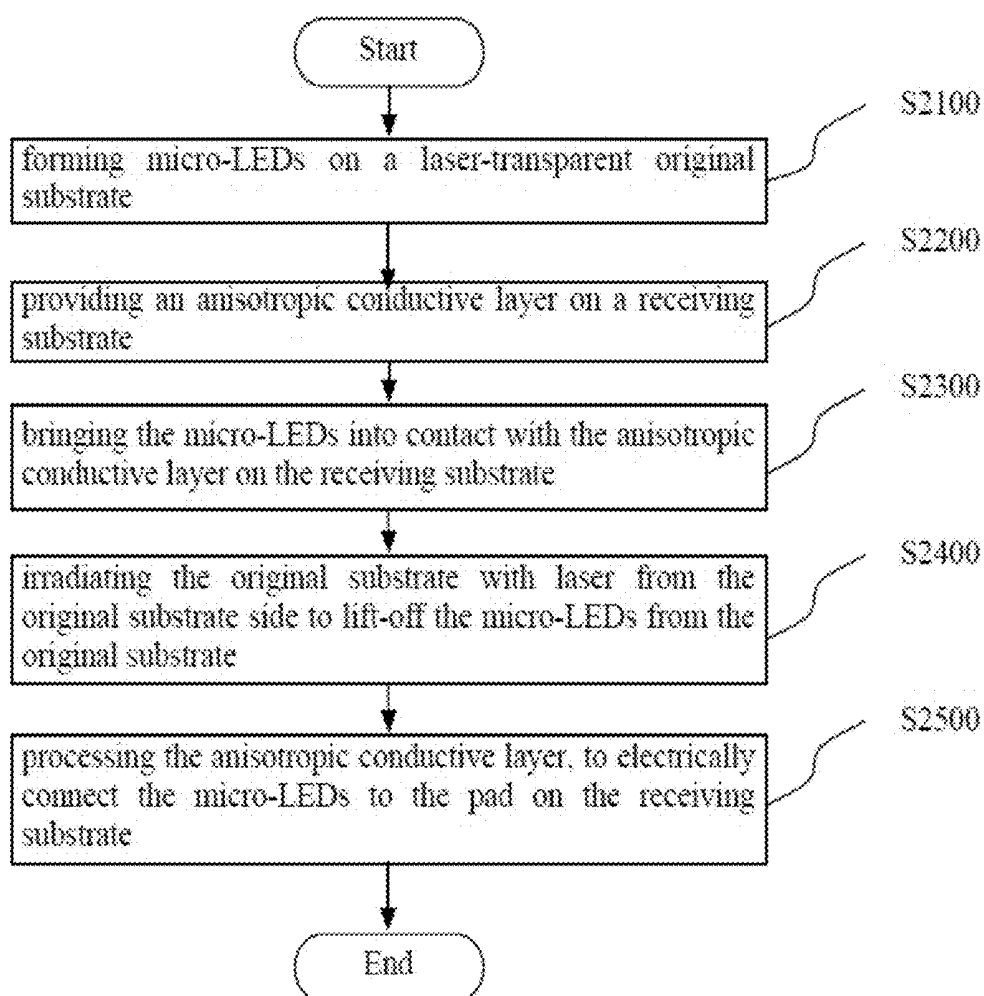 Start
S2100
forming micro-LEDs on a laser-transparent original
substrate
S2200
providing an anisotropic conductive layer on a receiving
substrate
S2300
bringing the micro-LEDs into contact with the anisotropic
conductive layer on the receiving substrate
S2400
irradiating the original substrate with laser from the
original substrate side to lift-off the micro-LEDs from the
original substrate
S2500
processing the anisotropic conductive layer, to electrically
connect the micro-LEDs to the pad on the receiving
substrate
End